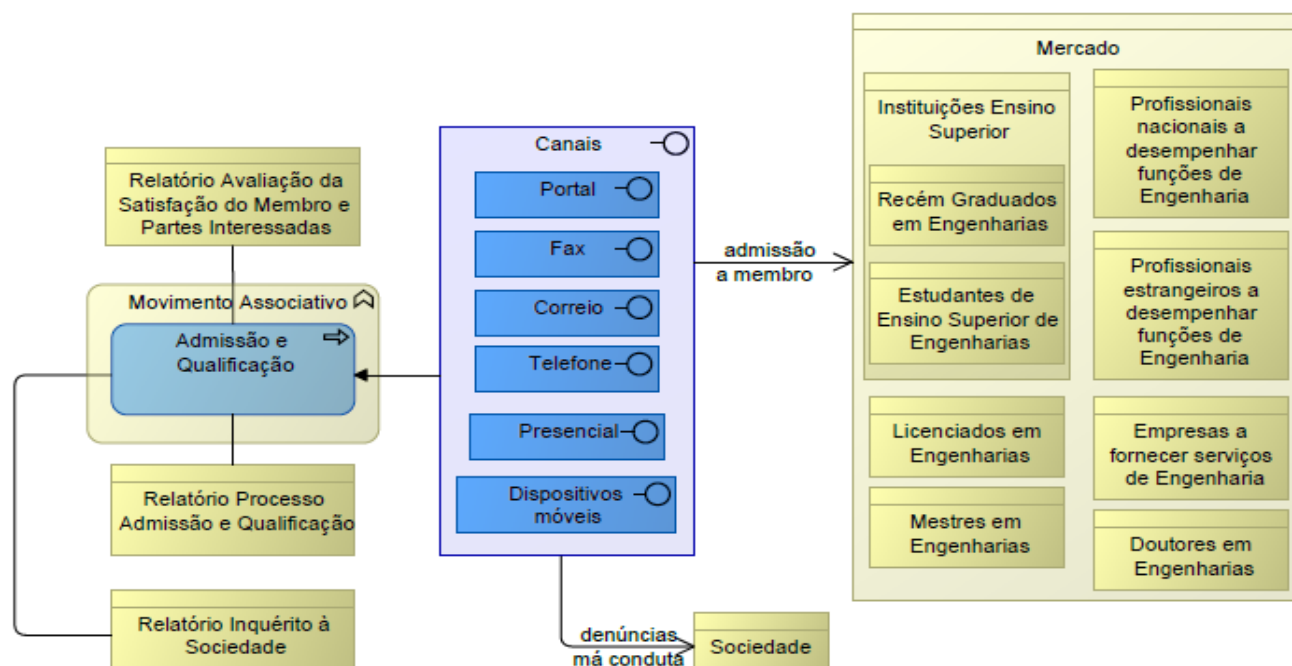 Relatório Avaliação da
Satisfação do Membro e
Partes Interessadas
Movimento Associativo
Admissão e
Qualificação
Relatório Processo
Admissão e Qualificação
Relatório Inquérito à
Sociedade
Canais
Portal
Fax
Correio
Telefone
Presencial
Dispositivos
móveis
admissão
a membro
denúncias
má conduta
Sociedade
Mercado
Instituições Ensino
Superior
Recém Graduados
em Engenharias
Estudantes de
Ensino Superior de
Engenharias
Licenciados em
Engenharias
Mestres em
Engenharias
Profissionais
nacionais a
desempenhar
funções de
Engenharia
Profissionais
estrangeiros a
desempenhar
funções de
Engenharia
Empresas a
fornecer serviços
de Engenharia
Doutores em
Engenharias